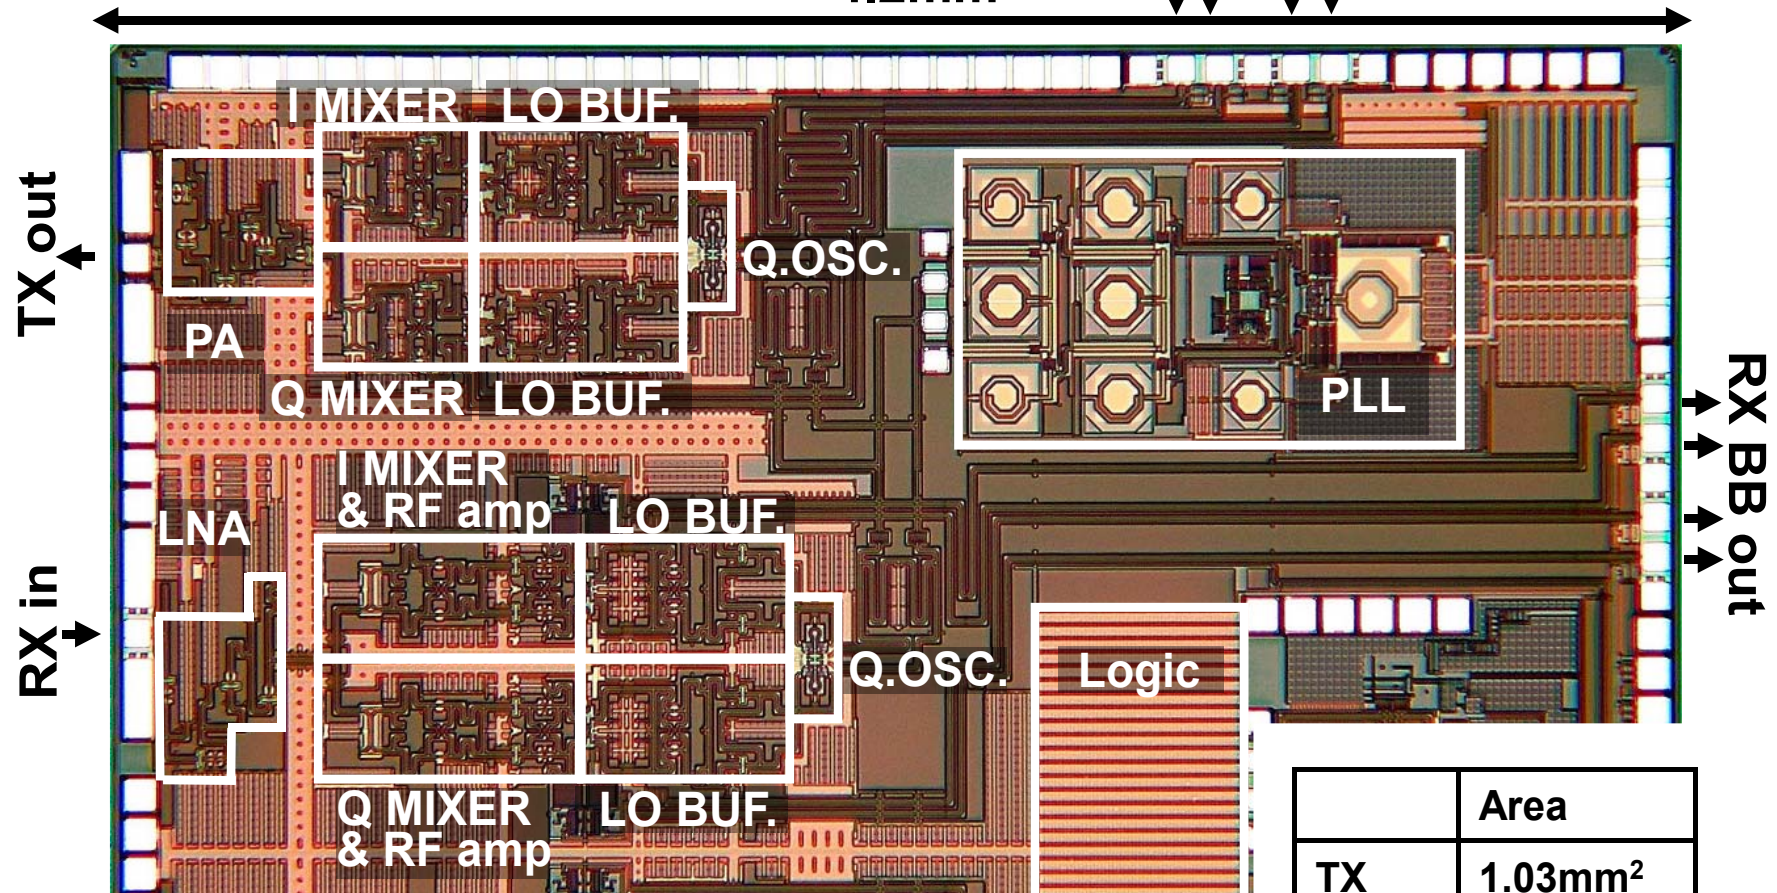 I MIXER
LO BUF.
TX out
Q.OSC.
PA
PLL
Q MIXER
LO BUF.
RX BB out
I MIXER
& RF amp
LO BUF.
LNA
RX in
Q.OSC.
Logic
Q MIXER
& RF amp
LO BUF.
Area
TX
1.03mm²